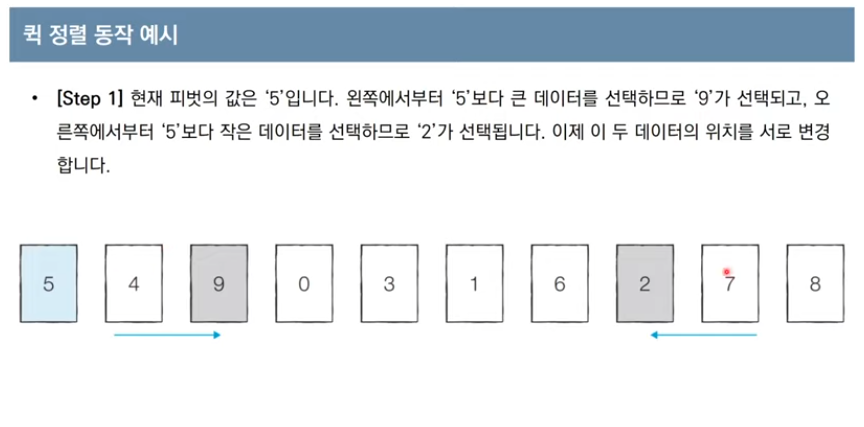 퀵 정렬 동작 예시
• [Step 1] 현재 피벗의 값은 ‘5’입니다. 왼쪽에서부터 ‘5’보다 큰 데이터를 선택하므로 ‘9’가 선택되고, 오
른쪽에서부터 ‘5’보다 작은 데이터를 선택하므로 ‘2’가 선택됩니다. 이제 이 두 데이터의 위치를 서로 변경
합니다.
5 4 9 0 3 1 6 2 7 8